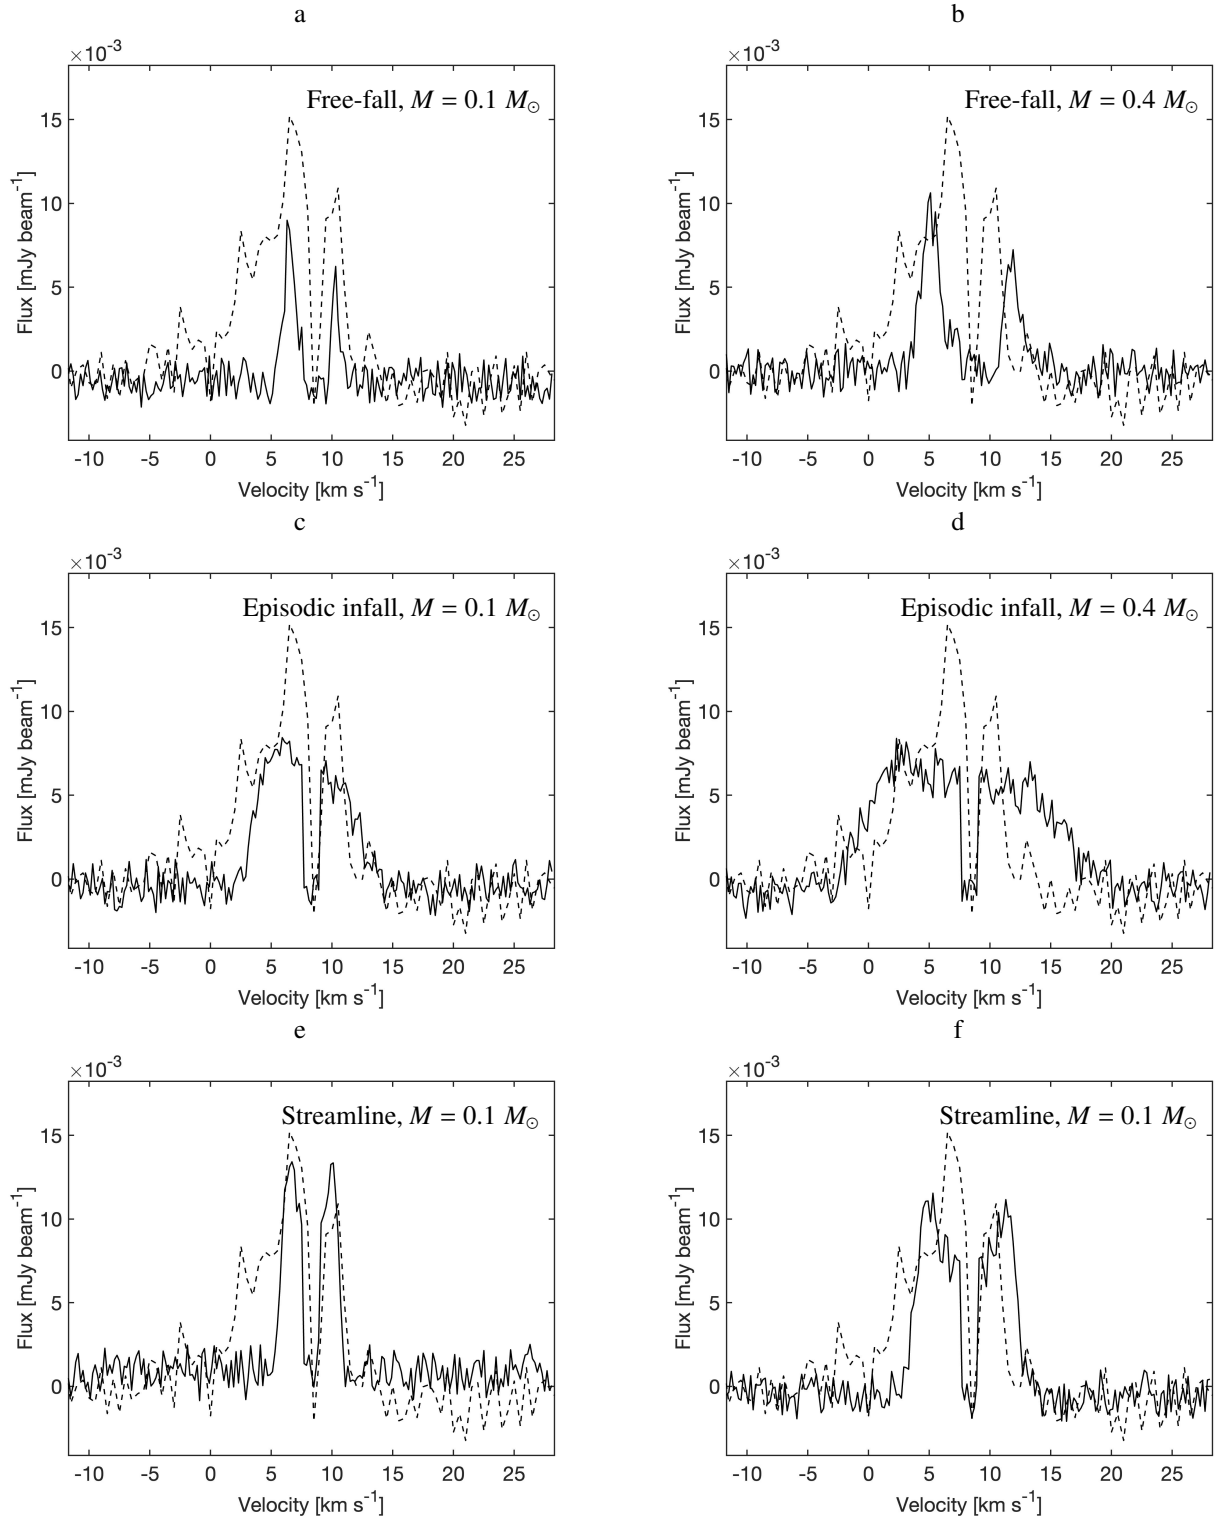 a
×10⁻³
Free-fall, M = 0.1 M⊙
15
10
5
0
Flux [mJy beam⁻¹]
-10 -5 0 5 10 15 20 25
Velocity [km s⁻¹]
b
×10⁻³
Free-fall, M = 0.4 M⊙
15
10
5
0
Flux [mJy beam⁻¹]
-10 -5 0 5 10 15 20 25
Velocity [km s⁻¹]
c
×10⁻³
Episodic infall, M = 0.1 M⊙
15
10
5
0
Flux [mJy beam⁻¹]
-10 -5 0 5 10 15 20 25
Velocity [km s⁻¹]
d
×10⁻³
Episodic infall, M = 0.4 M⊙
15
10
5
0
Flux [mJy beam⁻¹]
-10 -5 0 5 10 15 20 25
Velocity [km s⁻¹]
e
×10⁻³
Streamline, M = 0.1 M⊙
15
10
5
0
Flux [mJy beam⁻¹]
-10 -5 0 5 10 15 20 25
Velocity [km s⁻¹]
f
×10⁻³
Streamline, M = 0.1 M⊙
15
10
5
0
Flux [mJy beam⁻¹]
-10 -5 0 5 10 15 20 25
Velocity [km s⁻¹]